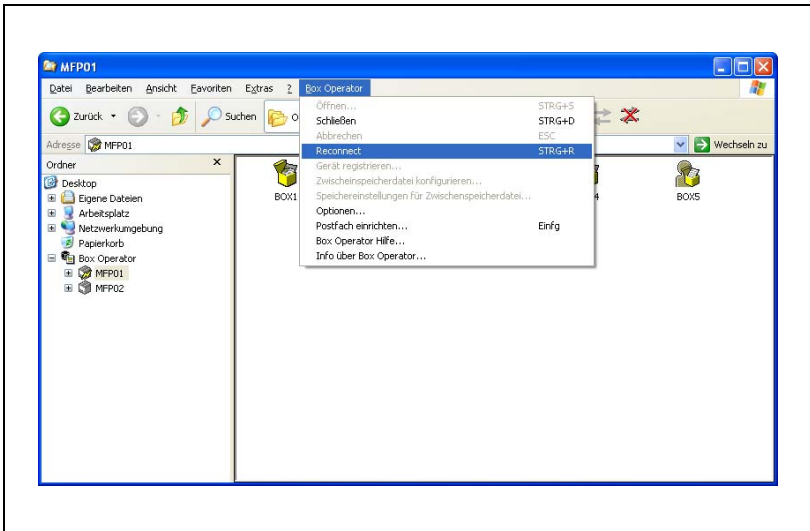 MFP01
Datei Bearbeiten Ansicht Favoriten Extras ? Box Operator
Zurück Suchen
Adresse MFP01 Wechseln zu
Ordner
Desktop
Eigene Dateien
Arbeitsplatz
Netzwerkumgebung
Papierkorb
Box Operator
MFP01
MFP02
Öffnen... STRG+S
Schließen STRG+D
Abbrechen ESC
Reconnect STRG+R
Gerät registrieren...
Zwischeinspeicherdatei konfigurieren...
Speichereinstellungen für Zwischenspeicherdatei...
Optionen...
Postfach einrichten... Einfg
Box Operator Hilfe...
Info über Box Operator...
BOX1
BOX5